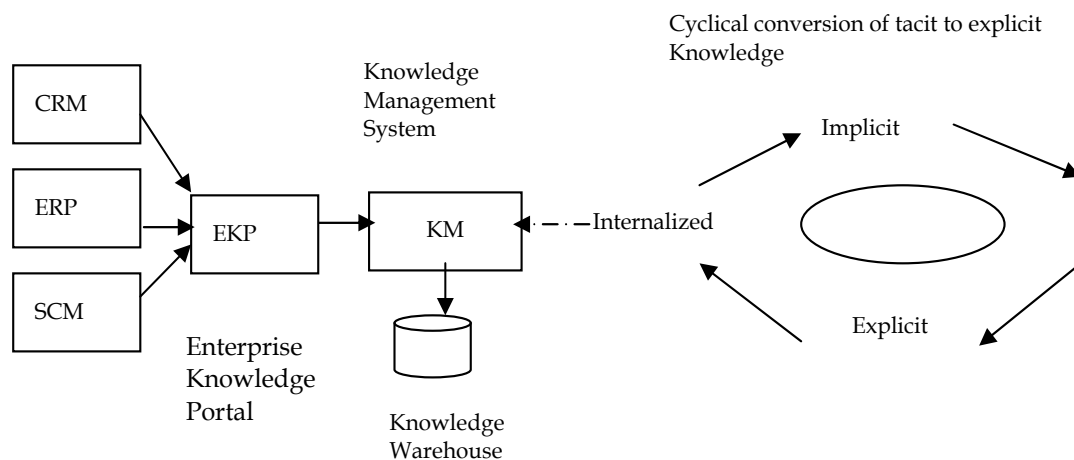 Cyclical conversion of tacit to explicit
Knowledge
Knowledge
Management
System
CRM
Implicit
ERP
EKP
KM
Internalized
SCM
Explicit
Enterprise
Knowledge
Portal
Knowledge
Warehouse